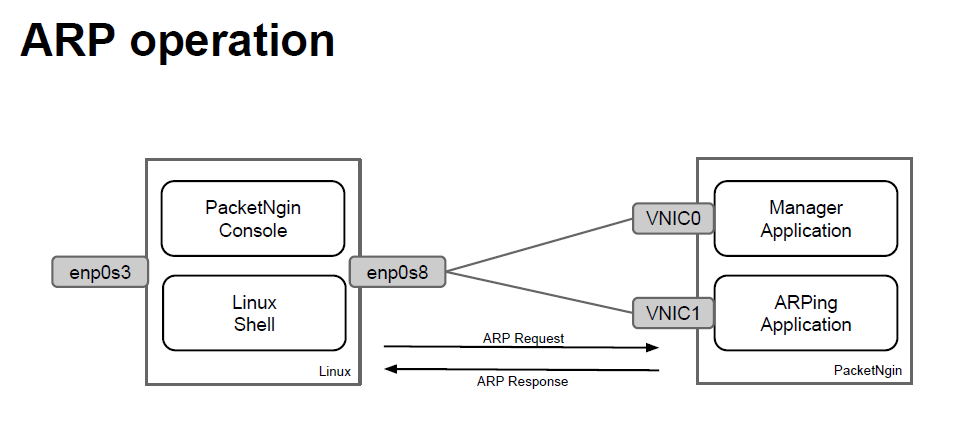 ARP operation
PacketNgin
Console
enp0s3
enp0s8
Linux
Shell
Linux
VNIC0
Manager
Application
VNIC1
ARPing
Application
PacketNgin
ARP Request
ARP Response